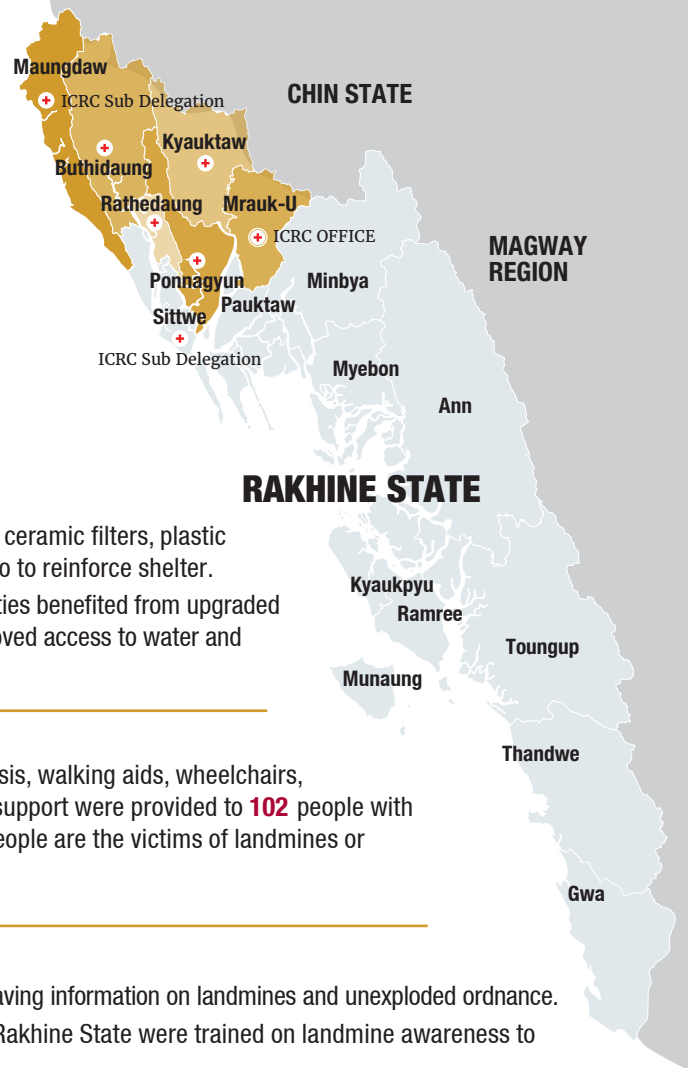 Maungdaw
ICRC Sub Delegation
CHIN STATE
Kyauktaw
Buthidaung
Rathedaung
Mrauk-U
ICRC OFFICE
MAGWAY
REGION
Ponnagyun
Minbya
Pauktaw
Sittwe
ICRC Sub Delegation
Myebon
Ann
RAKHINE STATE
ceramic filters, plastic
o to reinforce shelter.
ties benefited from upgraded
oved access to water and
Kyaukpyu
Ramree
Toungup
Munaung
Thandwe
sis, walking aids, wheelchairs,
support were provided to 102 people with
eople are the victims of landmines or
Gwa
aving information on landmines and unexploded ordnance.
Rakhine State were trained on landmine awareness to